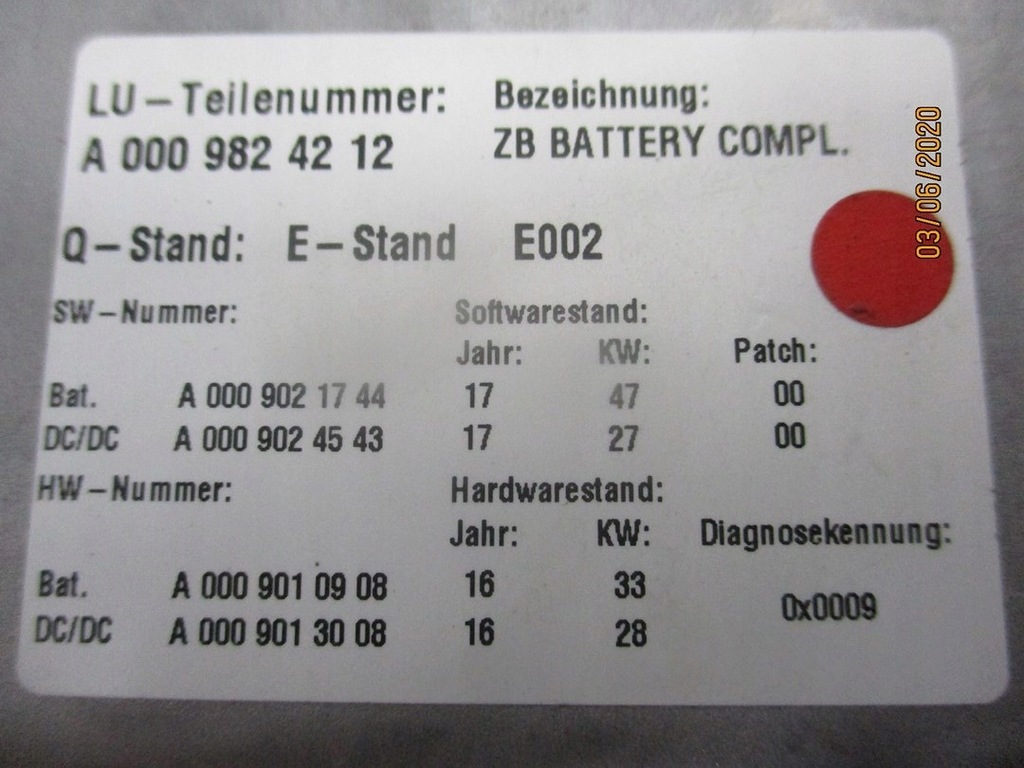 LU-Teilenummer: Bezeichnung:
A 000 982 42 12 ZB BATTERY COMPL.
Q-Stand: E-Stand E002
SW-Nummer: Softwarestand:
Jahr: KW: Patch:
Bat. A 000 902 17 44 17 47 00
DC/DC A 000 902 45 43 17 27 00
HW-Nummer: Hardwarestand:
Jahr: KW: Diagnosekennung:
Bat. A 000 901 09 08 16 33
0x0009
DC/DC A 000 901 30 08 16 28
03/06/2020